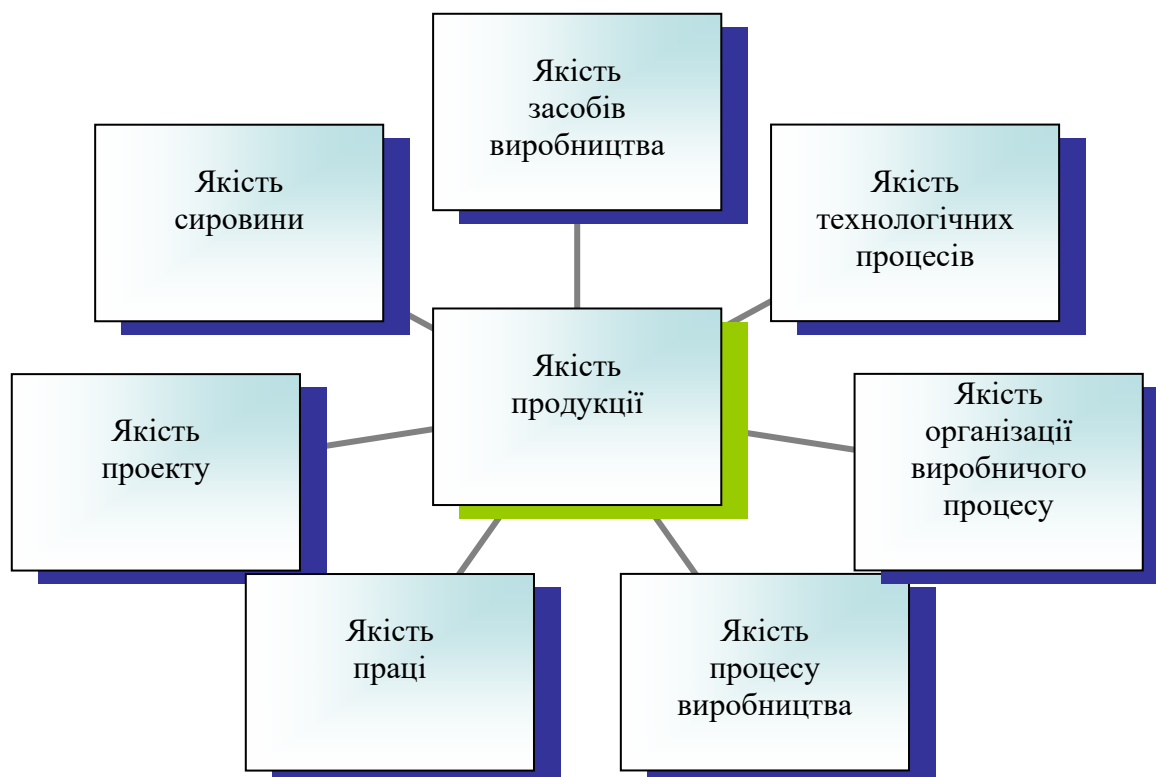 Якість
засобів
виробництва
Якість
сировини
Якість
технологічних
процесів
Якість
продукції
Якість
проекту
Якість
організації
виробничого
процесу
Якість
праці
Якість
процесу
виробництва